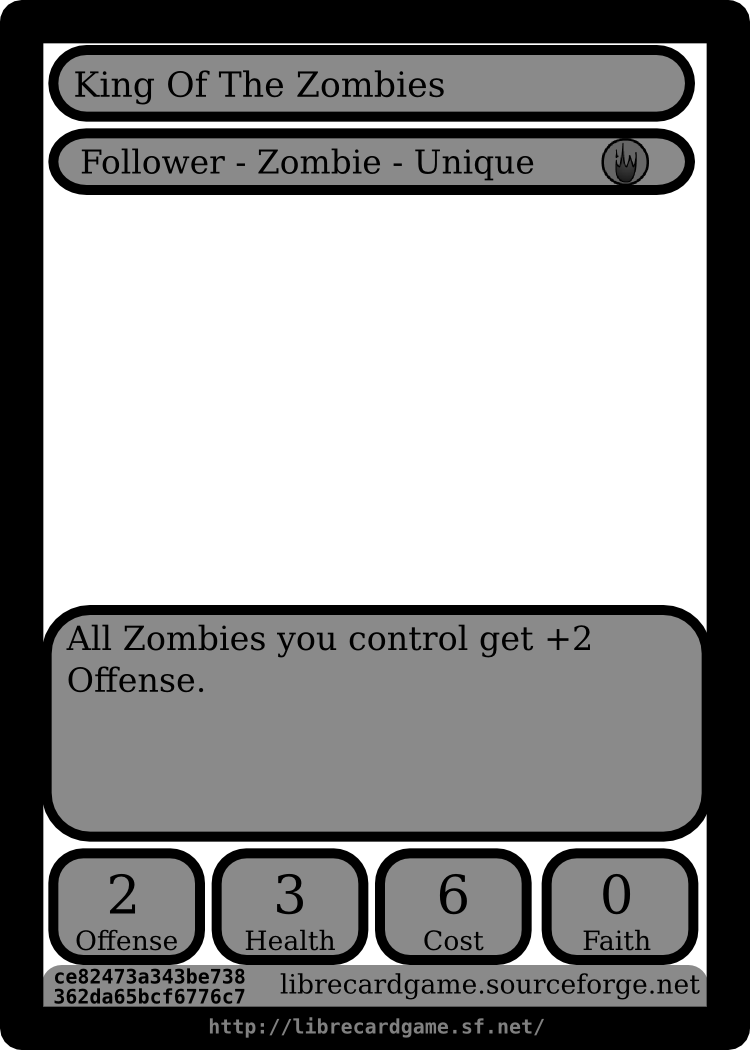 King Of The Zombies
Follower - Zombie - Unique
All Zombies you control get +2
Offense.
2
Offense
3
Health
6
Cost
0
Faith
ce82473a343be738
362da65bcf6776c7
librecardgame.sourceforge.net
http://librecardgame.sf.net/